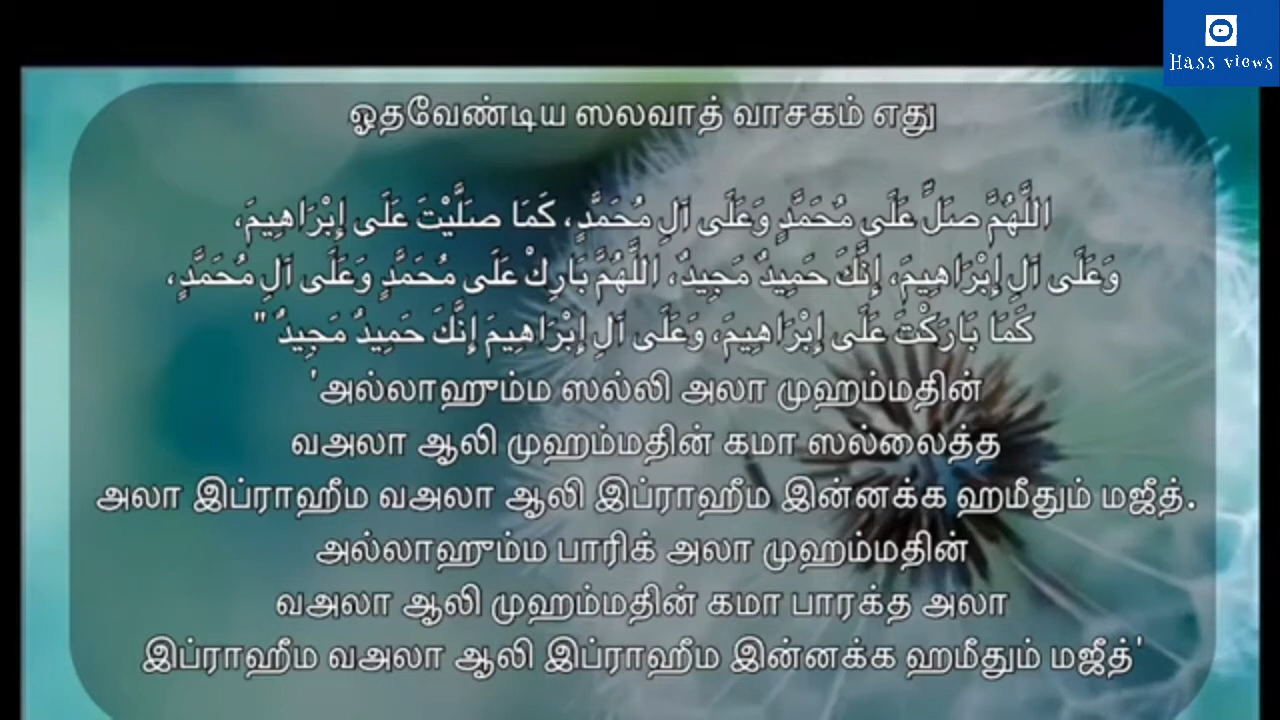 Hass views
ஓதவேண்டிய ஸலவாத் வாசகம் எது
اللَّهُمَّ صَلِّ عَلَى مُحَمَّدٍ وَعَلَى آلِ مُحَمَّدٍ، كَمَا صَلَّيْتَ عَلَى إِبْرَاهِيمَ،
وَعَلَى آلِ إِبْرَاهِيمَ، إِنَّكَ حَمِيدٌ مَجِيدٌ، اللَّهُمَّ بَارِكْ عَلَى مُحَمَّدٍ وَعَلَى آلِ مُحَمَّدٍ،
كَمَا بَارَكْتَ عَلَى إِبْرَاهِيمَ، وَعَلَى آلِ إِبْرَاهِيمَ إِنَّكَ حَمِيدٌ مَجِيدٌ "
'அல்லாஹும்ம ஸல்லி அலா முஹம்மதின்
வஅலா ஆலி முஹம்மதின் கமா ஸல்லைத்த
அலா இப்ராஹீம வஅலா ஆலி இப்ராஹீம இன்னக்க ஹமீதும் மஜீத்.
அல்லாஹும்ம பாரிக் அலா முஹம்மதின்
வஅலா ஆலி முஹம்மதின் கமா பாரக்த அலா
இப்ராஹீம வஅலா ஆலி இப்ராஹீம இன்னக்க ஹமீதும் மஜீத்'